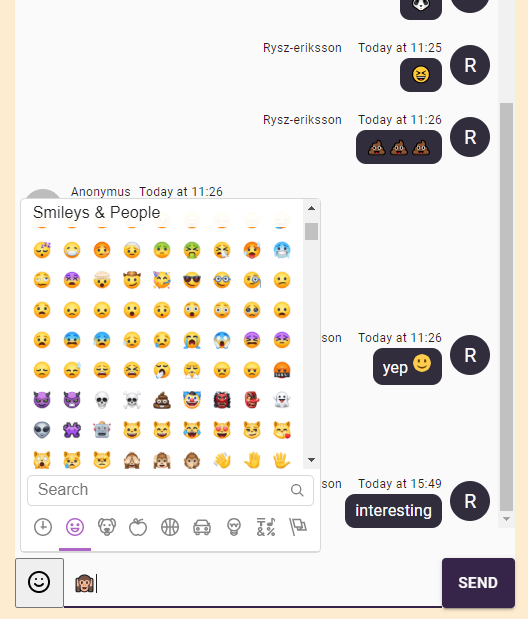 Rysz-eriksson Today at 11:25
R
R
Rysz-eriksson Today at 11:26
R
Anonymus Today at 11:26
Smileys & People
sson Today at 11:26
yep
R
sson Today at 15:49
interesting
R
Search
SEND